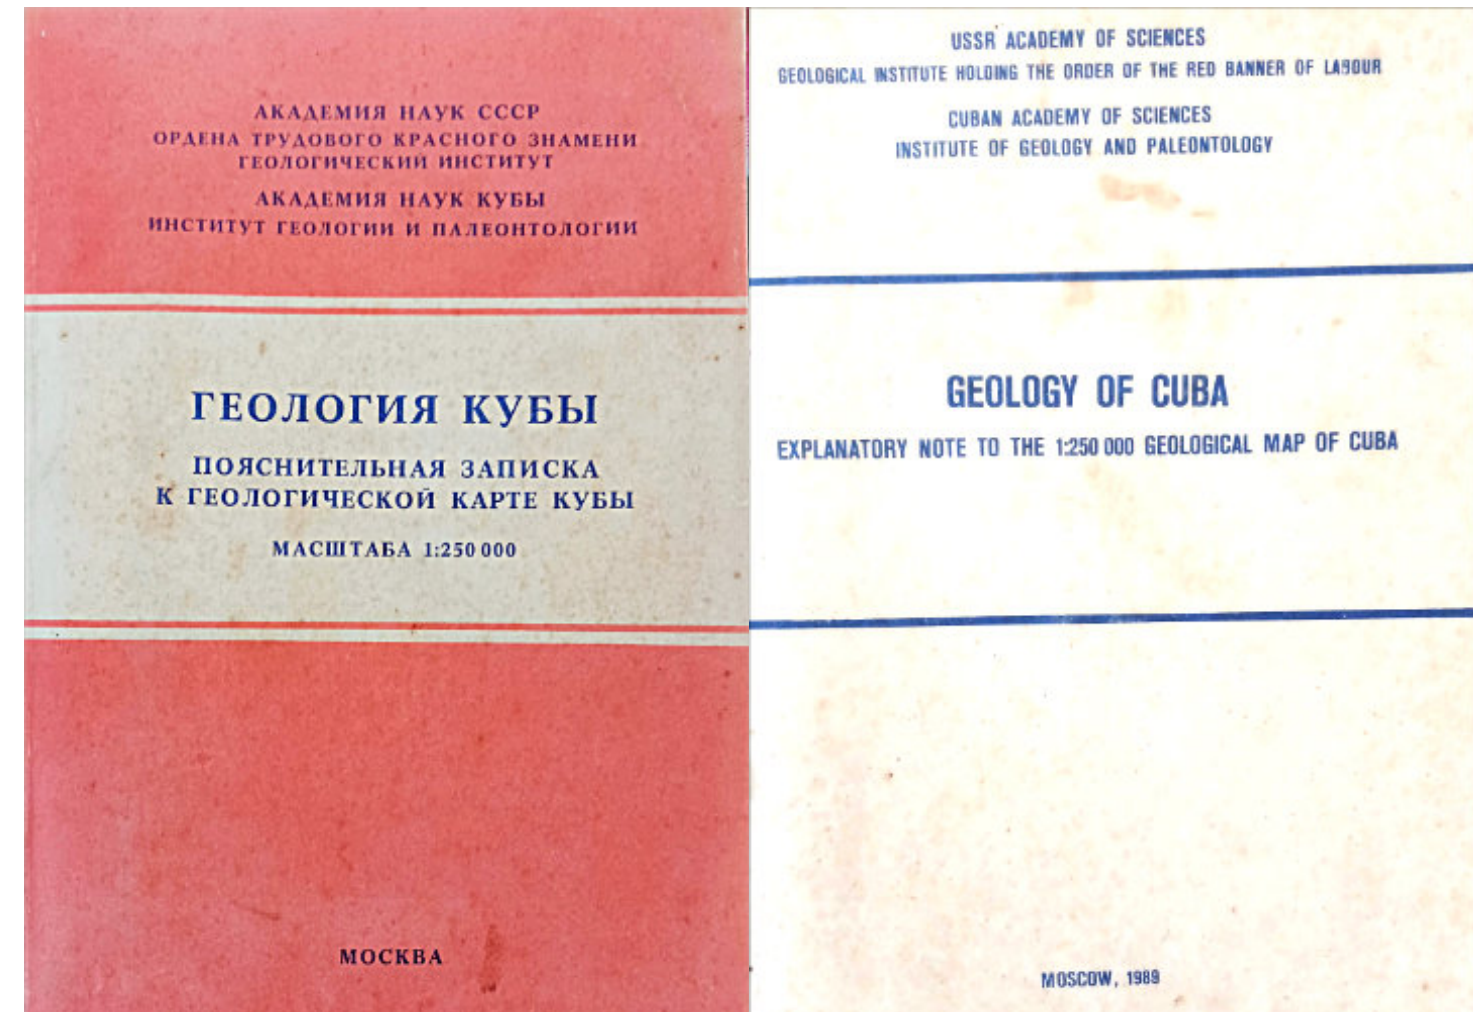 АКАДЕМИЯ НАУК СССР
ОРДЕНА ТРУДОВОГО КРАСНОГО ЗНАМЕНИ
ГЕОЛОГИЧЕСКИЙ ИНСТИТУТ
АКАДЕМИЯ НАУК КУБЫ
ИНСТИТУТ ГЕОЛОГИИ И ПАЛЕОНТОЛОГИИ
ГЕОЛОГИЯ КУБЫ
ПОЯСНИТЕЛЬНАЯ ЗАПИСКА
К ГЕОЛОГИЧЕСКОЙ КАРТЕ КУБЫ
МАСШТАБА 1:250 000
МОСКВА
USSR ACADEMY OF SCIENCES
GEOLOGICAL INSTITUTE HOLDING THE ORDER OF THE RED BANNER OF LABOUR
CUBAN ACADEMY OF SCIENCES
INSTITUTE OF GEOLOGY AND PALEONTOLOGY
GEOLOGY OF CUBA
EXPLANATORY NOTE TO THE 1:250 000 GEOLOGICAL MAP OF CUBA
MOSCOW, 1989